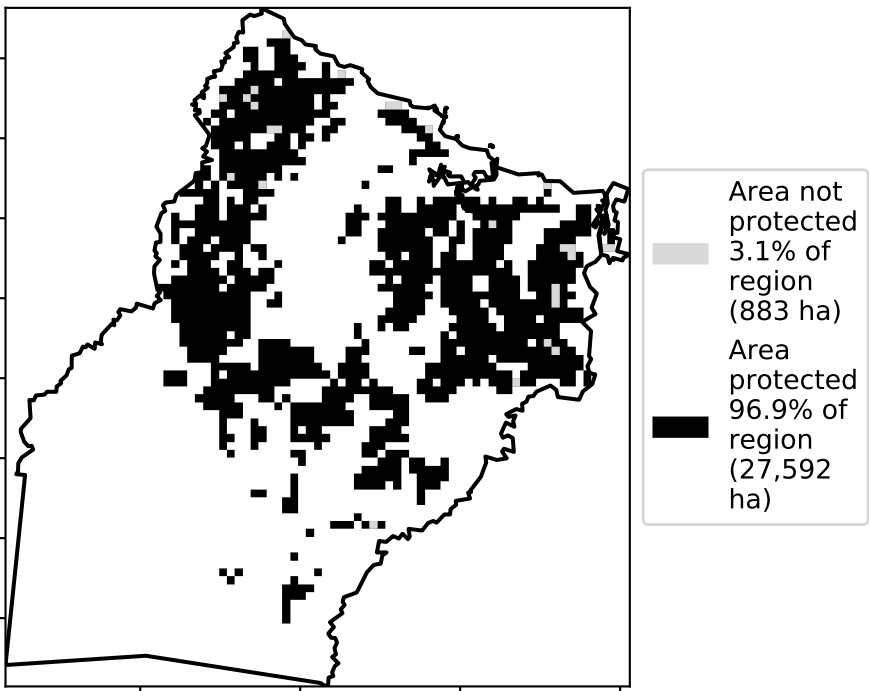 Area not
protected
3.1% of
region
(883 ha)
Area
protected
96.9% of
region
(27,592
ha)